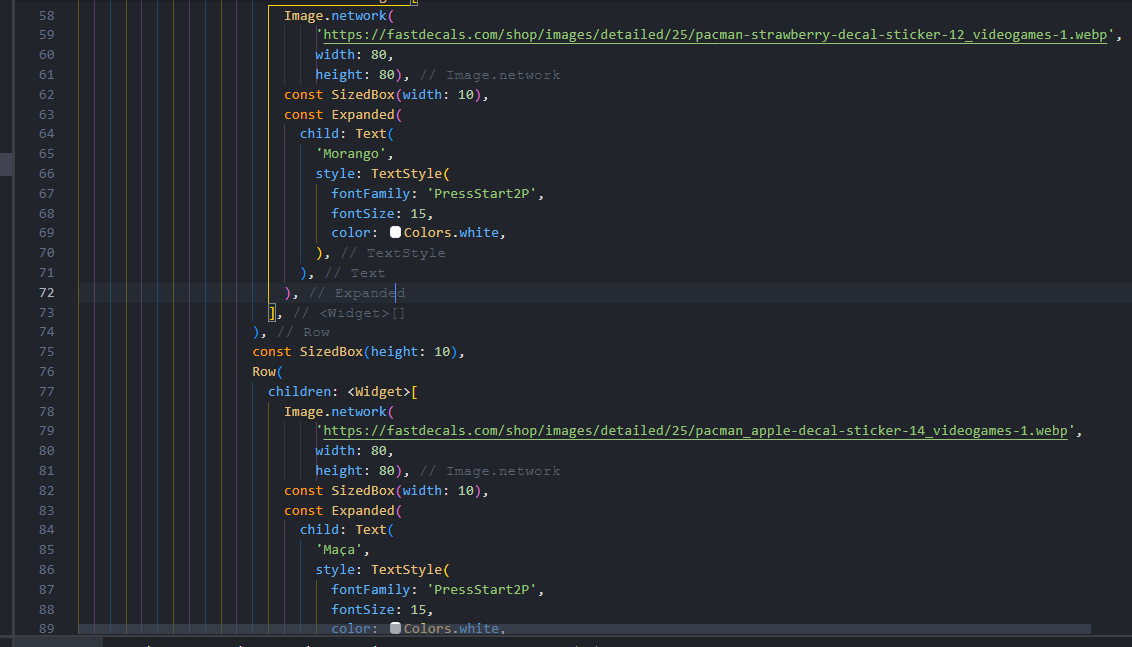 58 Image.network(
59 'https://fastdecals.com/shop/images/detailed/25/pacman-strawberry-decal-sticker-12_videogames-1.webp',
60 width: 80,
61 height: 80), // Image.network
62 const SizedBox(width: 10),
63 const Expanded(
64 child: Text(
65 'Morango',
66 style: TextStyle(
67 fontFamily: 'PressStart2P',
68 fontSize: 15,
69 color: Colors.white,
70 ), // TextStyle
71 ), // Text
72 ), // Expanded
73 ], // <Widget>[]
74 ), // Row
75 const SizedBox(height: 10),
76 Row(
77 children: <Widget>[
78 Image.network(
79 'https://fastdecals.com/shop/images/detailed/25/pacman_apple-decal-sticker-14_videogames-1.webp',
80 width: 80,
81 height: 80), // Image.network
82 const SizedBox(width: 10),
83 const Expanded(
84 child: Text(
85 'Maça',
86 style: TextStyle(
87 fontFamily: 'PressStart2P',
88 fontSize: 15,
89 color: Colors.white,